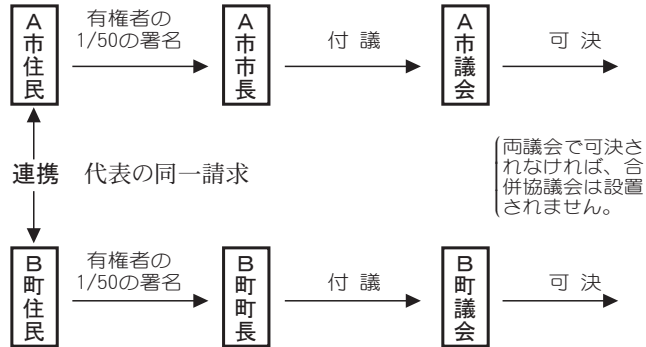 A市住民
有権者の
1/50の署名
A市市長
付 議
A市議会
可 決
連携 代表の同一請求
両議会で可決さ
れなければ、合
併協議会は設置
されません。
B町住民
有権者の
1/50の署名
B町町長
付 議
B町議会
可 決